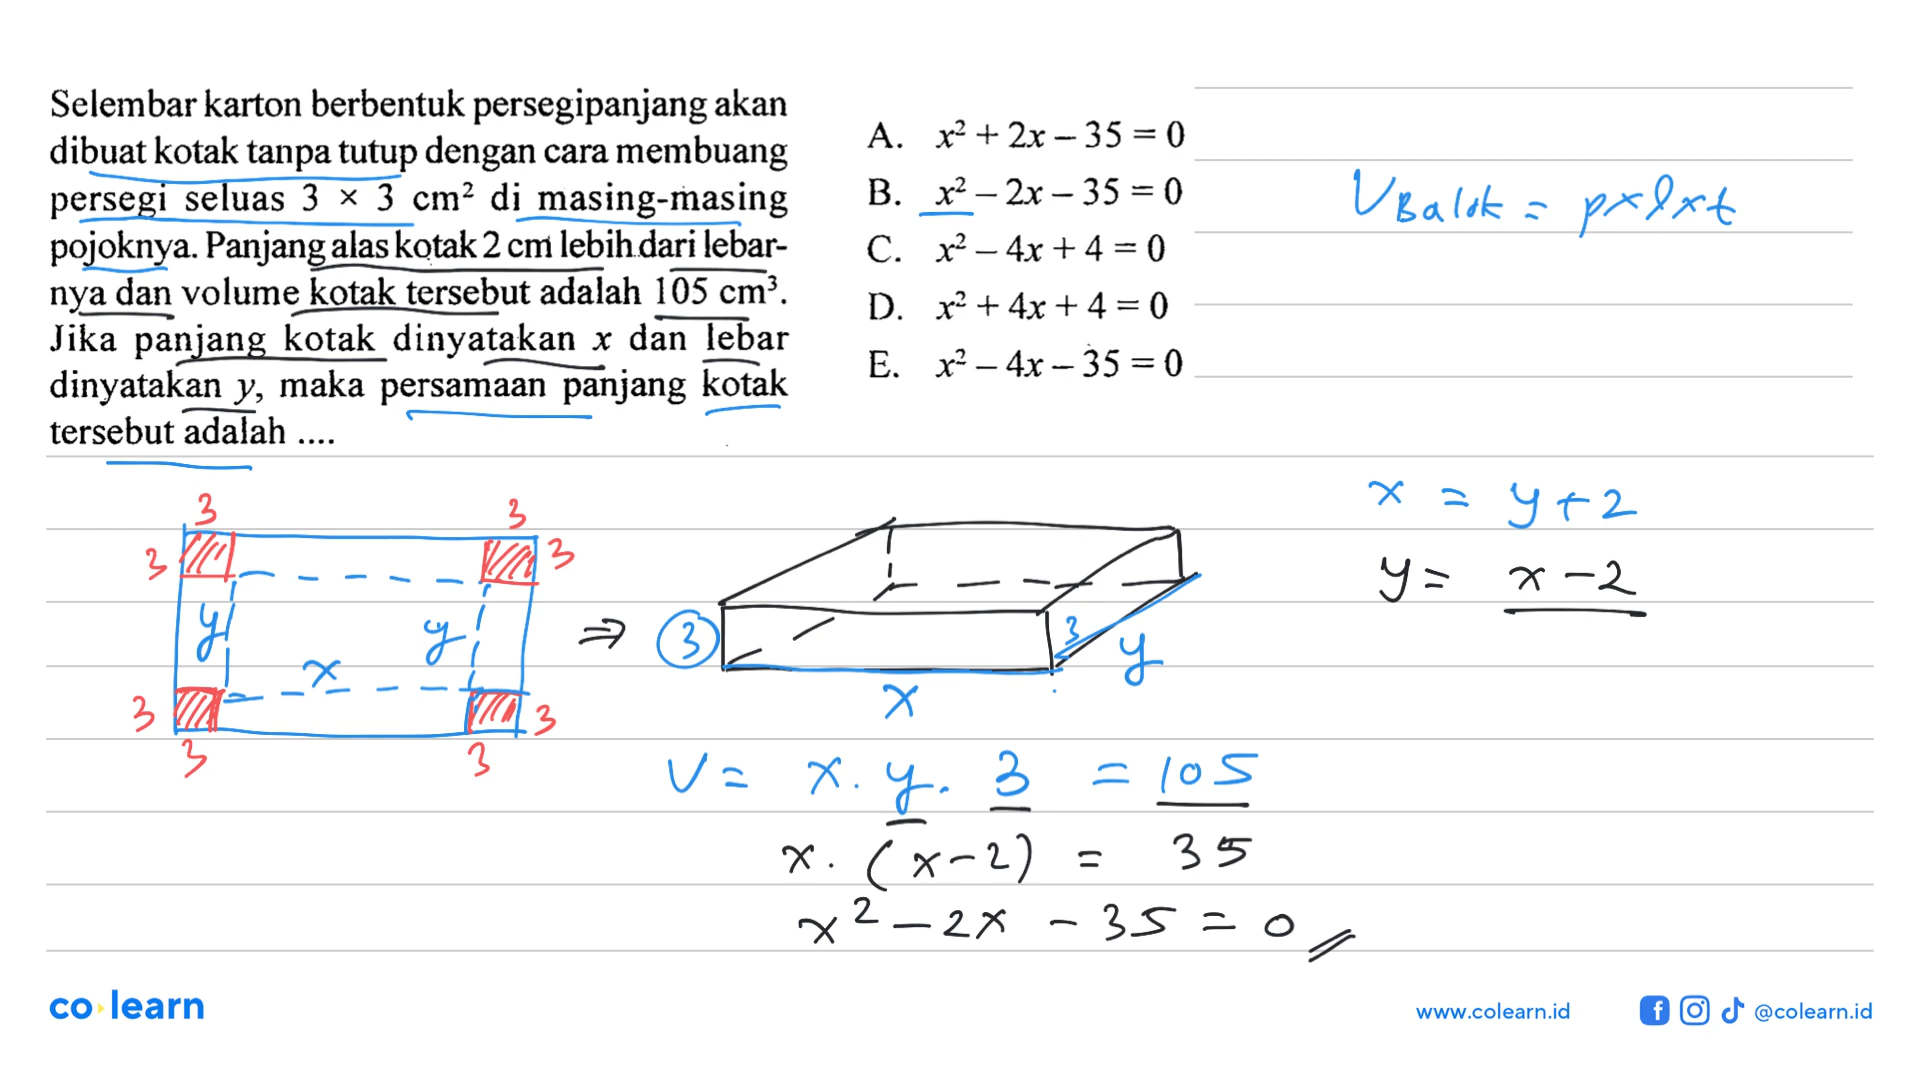 Selembar karton berbentuk persegipanjang akan
dibuat kotak tanpa tutup dengan cara membuang
persegi seluas 3 × 3 cm² di masing-masing
pojoknya. Panjang alas kotak 2 cm lebih dari lebar-
nya dan volume kotak tersebut adalah 105 cm³.
Jika panjang kotak dinyatakan x dan lebar
dinyatakan y, maka persamaan panjang kotak
tersebut adalah ....
A. x² + 2x – 35 = 0
B. x² – 2x – 35 = 0
C. x² – 4x + 4 = 0
D. x² + 4x + 4 = 0
E. x² – 4x – 35 = 0
V Balok = p x l x t
3 3
3 3
y y
x
3 3
3 3
⇒
3
3
y
x
x = y + 2
y = x – 2
V = x . y . 3 = 105
x . (x – 2) = 35
x² – 2x – 35 = 0
co learn
www.colearn.id
@colearn.id